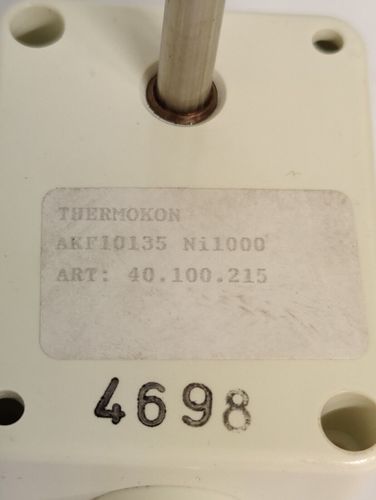 THERMOKON
AKF10135 Ni1000
ART: 40.100.215
4698